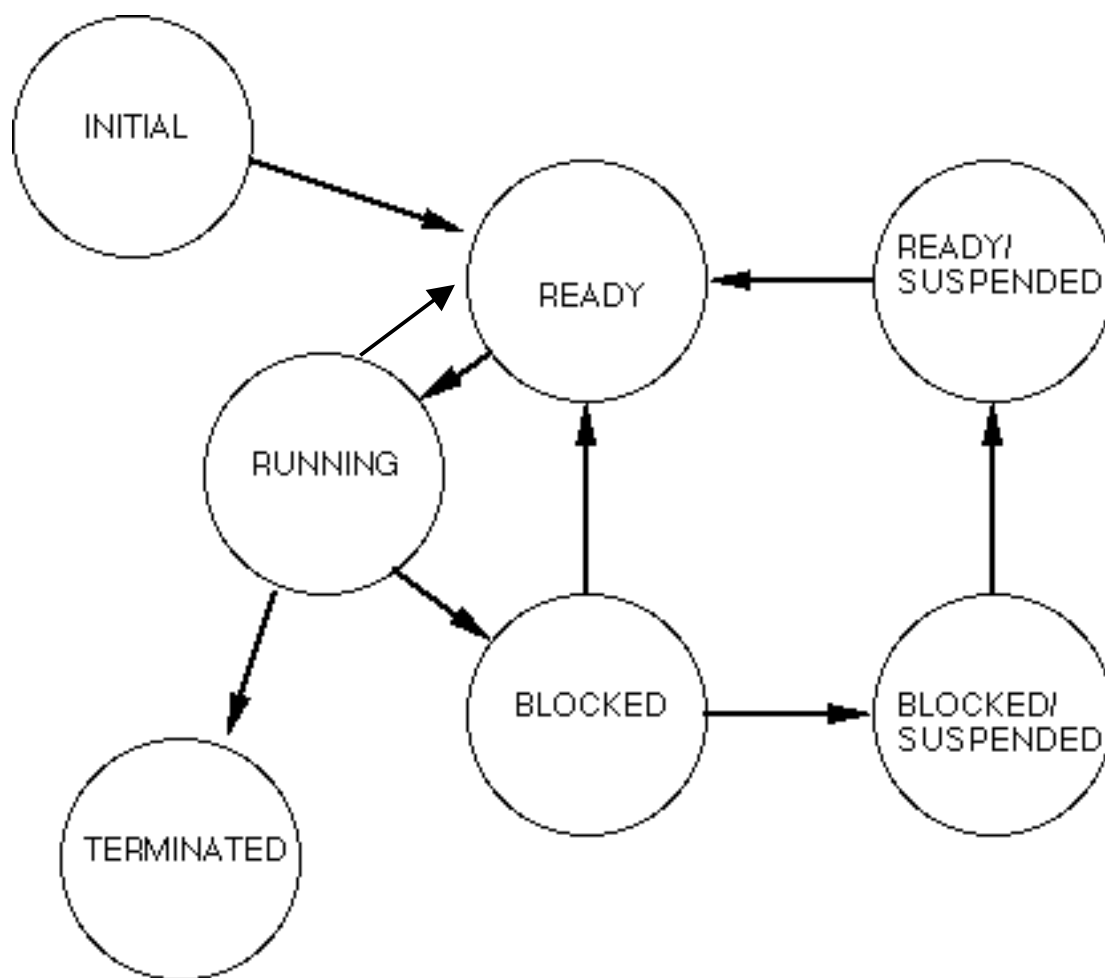 INITIAL
READY
READY/
SUSPENDED
RUNNING
BLOCKED
BLOCKED/
SUSPENDED
TERMINATED